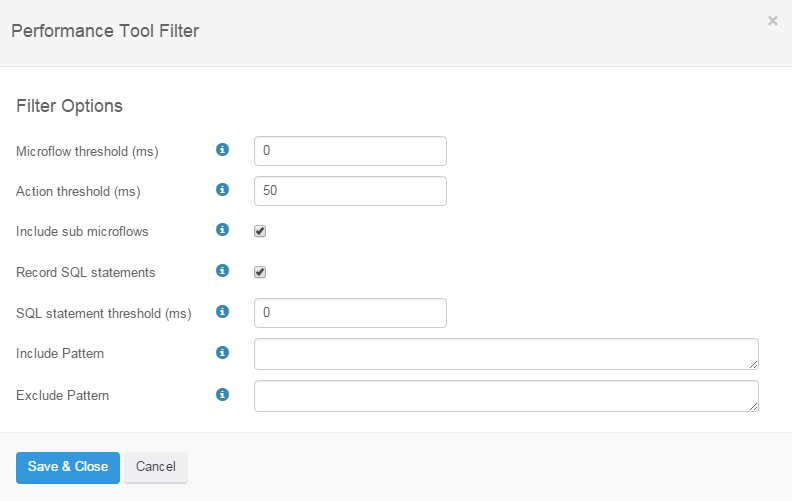 Performance Tool Filter
×
Filter Options
Microflow threshold (ms) 0
Action threshold (ms) 50
Include sub microflows
Record SQL statements
SQL statement threshold (ms) 0
Include Pattern
Exclude Pattern
Save & Close Cancel